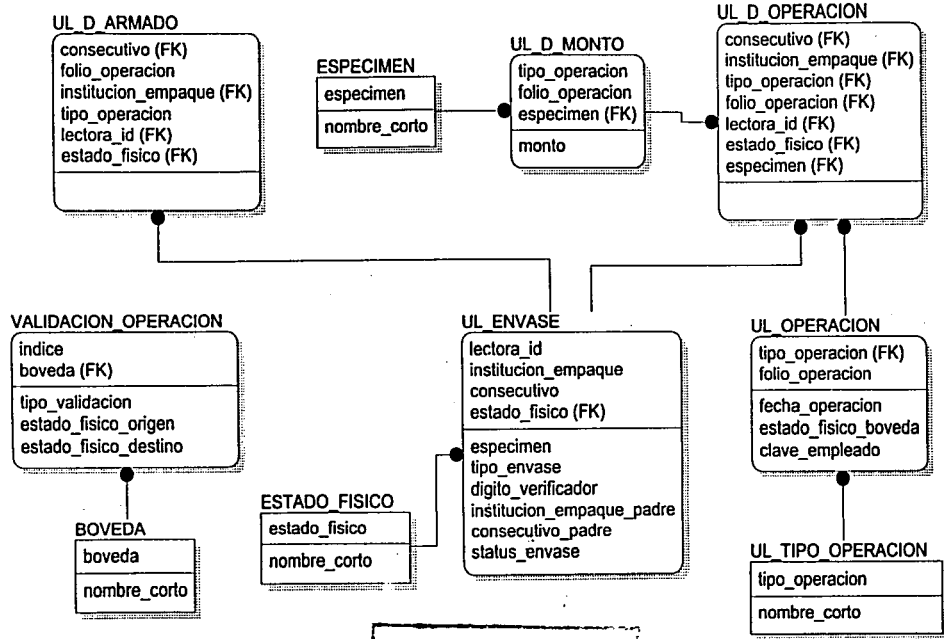 UL_D_ARMADO
consecutivo (FK)
folio_operacion
institucion_empaque (FK)
tipo_operacion
lectora_id (FK)
estado_fisico (FK)
ESPECIMEN
especimen
nombre_corto
UL_D_MONTO
tipo_operacion
folio_operacion
especimen (FK)
monto
UL_D_OPERACION
consecutivo (FK)
institucion_empaque (FK)
tipo_operacion (FK)
folio_operacion (FK)
lectora_id (FK)
estado_fisico (FK)
especimen (FK)
VALIDACION_OPERACION
indice
boveda (FK)
tipo_validacion
estado_fisico_origen
estado_fisico_destino
BOVEDA
boveda
nombre_corto
ESTADO_FISICO
estado_fisico
nombre_corto
UL_ENVASE
lectora_id
institucion_empaque
consecutivo
estado_fisico (FK)
especimen
tipo_envase
digito_verificador
institucion_empaque_padre
consecutivo_padre
status_envase
UL_OPERACION
tipo_operacion (FK)
folio_operacion
fecha_operacion
estado_fisico_boveda
clave_empleado
UL_TIPO_OPERACION
tipo_operacion
nombre_corto